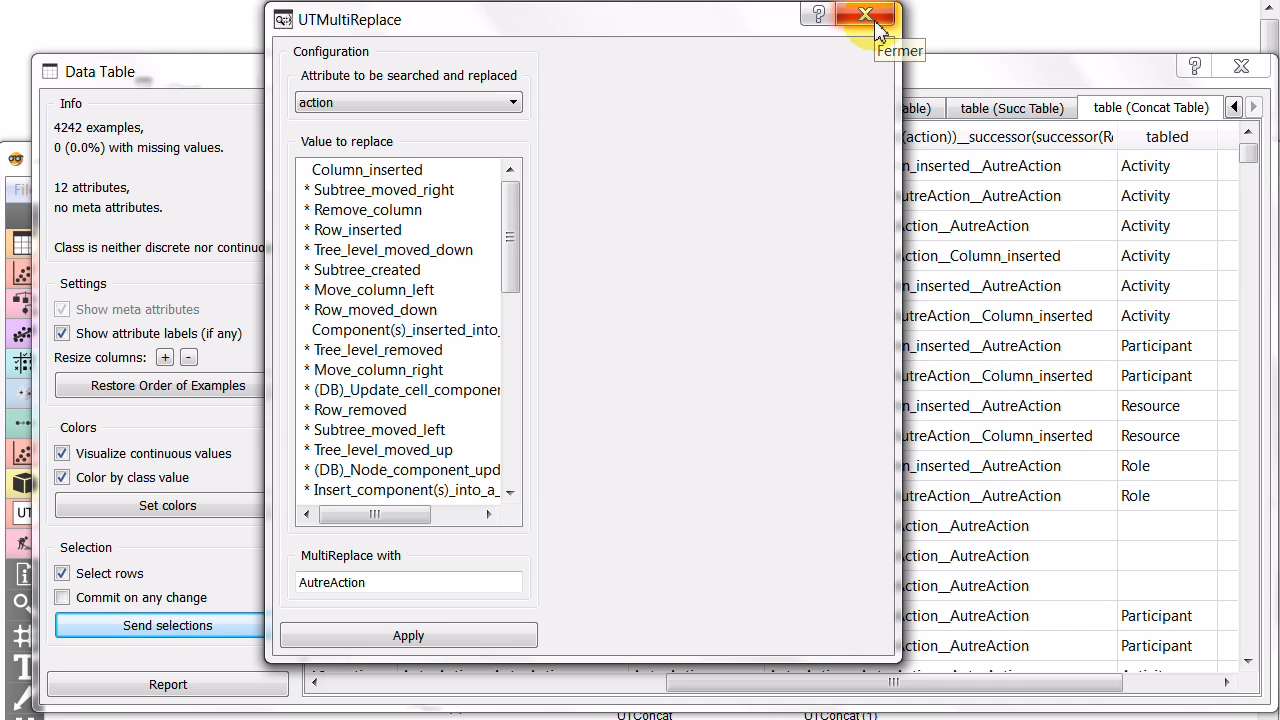 UTMultiReplace
Fermer
Configuration
Attribute to be searched and replaced
action
Value to replace
Column_inserted
* Subtree_moved_right
* Remove_column
* Row_inserted
* Tree_level_moved_down
* Subtree_created
* Move_column_left
* Row_moved_down
Component(s)_inserted_into_
* Tree_level_removed
* Move_column_right
* (DB)_Update_cell_componen
* Row_removed
* Subtree_moved_left
* Tree_level_moved_up
* (DB)_Node_component_upd
* Insert_component(s)_into_a_
MultiReplace with
AutreAction
Apply
Data Table
Info
4242 examples,
0 (0.0%) with missing values.
12 attributes,
no meta attributes.
Class is neither discrete nor continuo
Settings
Show meta attributes
Show attribute labels (if any)
Resize columns: + -
Restore Order of Examples
Colors
Visualize continuous values
Color by class value
Set colors
Selection
Select rows
Commit on any change
Send selections
Report
Fil
UT
able) table (Succ Table) table (Concat Table)
(action))__successor(successor(Re tabled
n_inserted__AutreAction Activity
utreAction__AutreAction Activity
ction__AutreAction Activity
ction__Column_inserted Activity
n_inserted__AutreAction Activity
utreAction__Column_inserted Activity
n_inserted__AutreAction Participant
utreAction__Column_inserted Participant
n_inserted__AutreAction Resource
utreAction__Column_inserted Resource
n_inserted__AutreAction Role
utreAction__AutreAction Role
ction__AutreAction
ction__AutreAction
ction__AutreAction
ction__AutreAction Participant
ction__AutreAction Participant
UTConcat UTConcat (1)